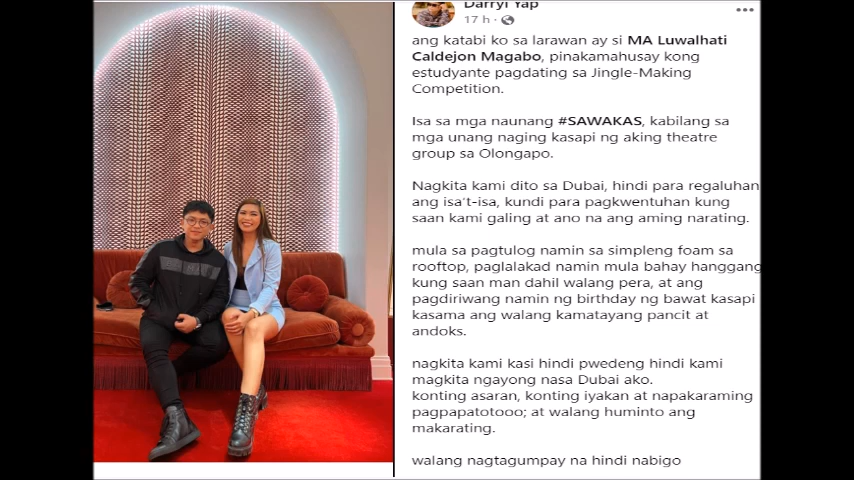 Darryl Yap
17 h ·
ang katabi ko sa larawan ay si MA Luwalhati
Caldejon Magabo, pinakamahusay kong
estudyante pagdating sa Jingle-Making
Competition.
Isa sa mga naunang #SAWAKAS, kabilang sa
mga unang naging kasapi ng aking theatre
group sa Olongapo.
Nagkita kami dito sa Dubai, hindi para regaluhan
ang isa't-isa, kundi para pagkwentuhan kung
saan kami galing at ano na ang aming narating.
mula sa pagtulog namin sa simpleng foam sa
rooftop, paglalakad namin mula bahay hanggang
kung saan man dahil walang pera, at ang
pagdiriwang namin ng birthday ng bawat kasapi
kasama ang walang kamatayang pancit at
andoks.
nagkita kami kasi hindi pwedeng hindi kami
magkita ngayong nasa Dubai ako.
konting asaran, konting iyakan at napakaraming
pagpapatotooo; at walang huminto ang
makarating.
walang nagtagumpay na hindi nabigo